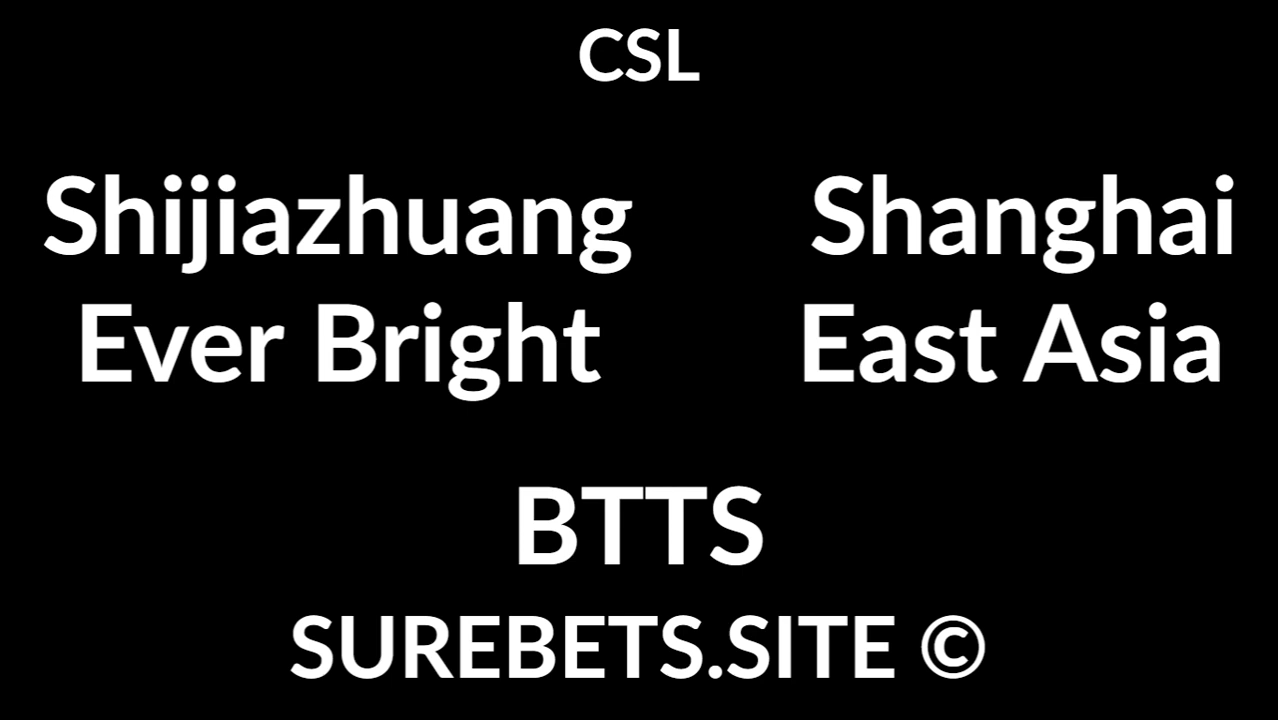 CSL
Shijiazhuang Shanghai
Ever Bright East Asia
BTTS
SUREBETS.SITE ©